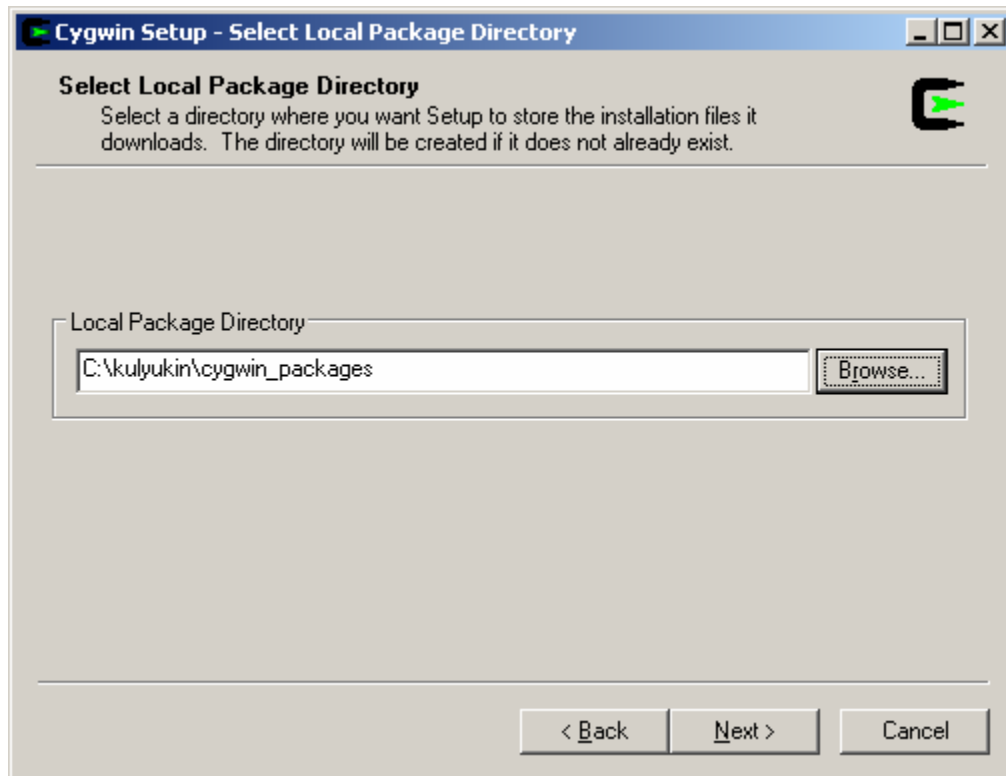 Cygwin Setup - Select Local Package Directory
Select Local Package Directory
Select a directory where you want Setup to store the installation files it
downloads.  The directory will be created if it does not already exist.
Local Package Directory
C:\kulyukin\cygwin_packages
Browse...
< Back
Next >
Cancel